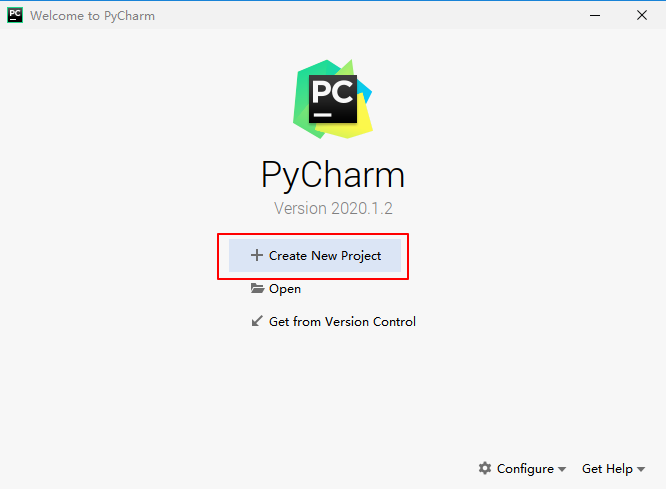 Welcome to PyCharm
PC
PyCharm
Version 2020.1.2
Create New Project
Open
Get from Version Control
Configure Get Help